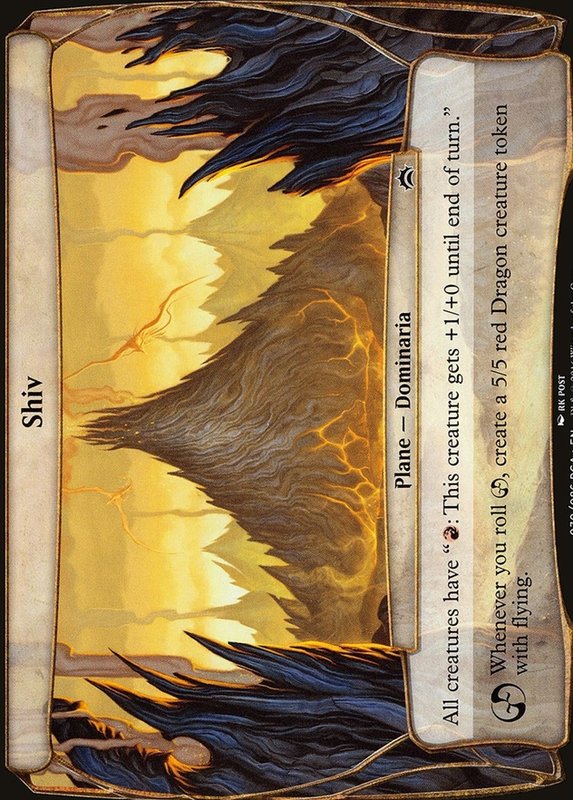 Shiv
Plane — Dominaria
All creatures have “: This creature gets +1/+0 until end of turn.”
Whenever you roll , create a 5/5 red Dragon creature token
with flying.
RK POST